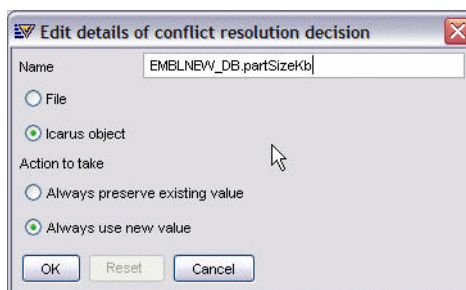 Edit details of conflict resolution decision
Name EMBLNEW_DB.partSizeKb
File
Icarus object
Action to take
Always preserve existing value
Always use new value
OK Reset Cancel